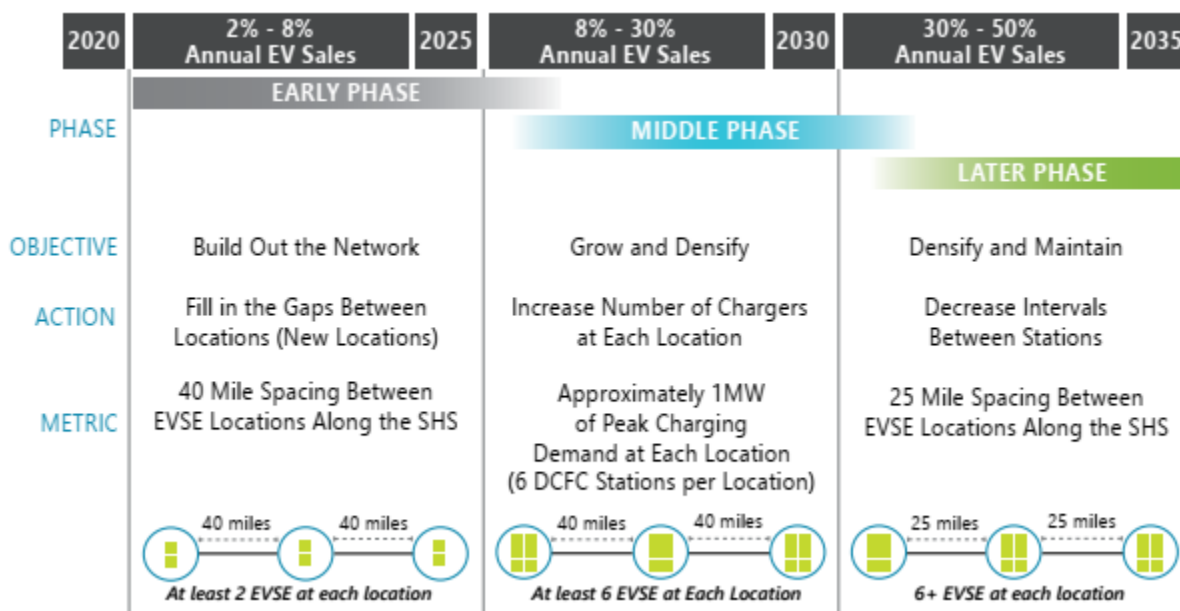 2020
2% - 8%
Annual EV Sales
2025
8% - 30%
Annual EV Sales
2030
30% - 50%
Annual EV Sales
2035
PHASE
EARLY PHASE
MIDDLE PHASE
LATER PHASE
OBJECTIVE
Build Out the Network
Grow and Densify
Densify and Maintain
ACTION
Fill in the Gaps Between
Locations (New Locations)
Increase Number of Chargers
at Each Location
Decrease Intervals
Between Stations
METRIC
40 Mile Spacing Between
EVSE Locations Along the SHS
Approximately 1MW
of Peak Charging
Demand at Each Location
(6 DCFC Stations per Location)
25 Mile Spacing Between
EVSE Locations Along the SHS
40 miles
40 miles
At least 2 EVSE at each location
40 miles
40 miles
At least 6 EVSE at Each Location
25 miles
25 miles
6+ EVSE at each location